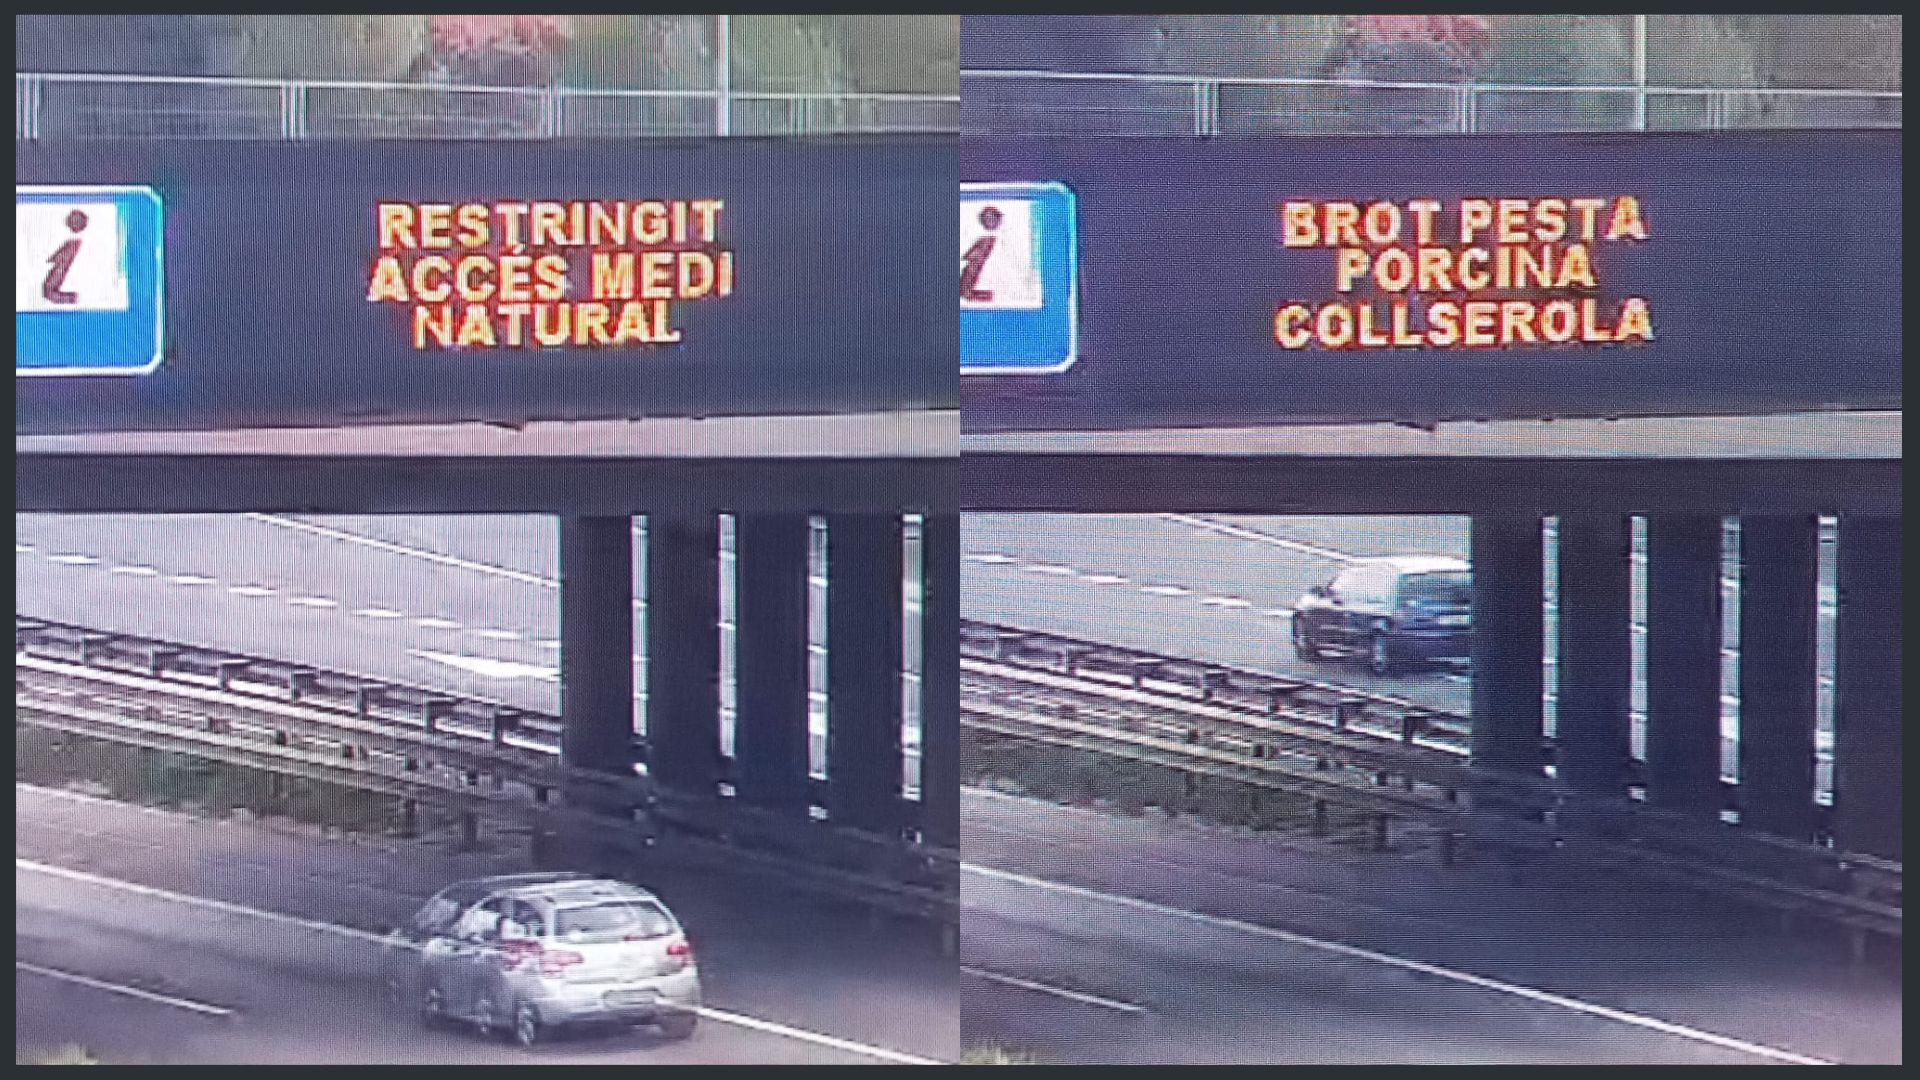 i
RESTRINGIT
ACCÉS MEDI
NATURAL
i
BROT PESTA
PORCINA
COLLSEROLA